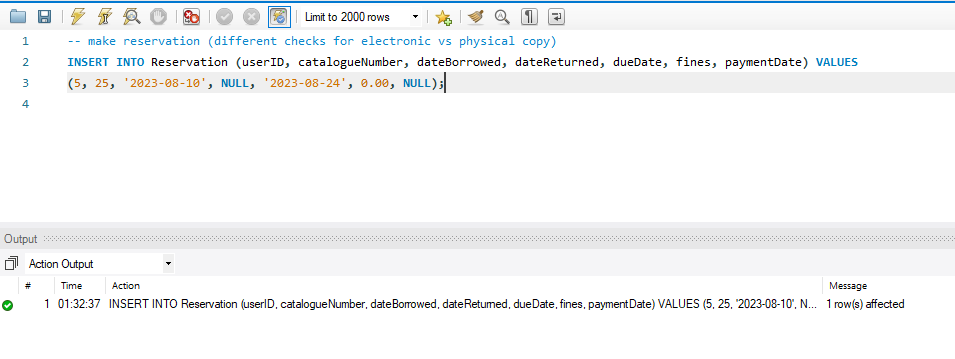 Limit to 2000 rows
1 -- make reservation (different checks for electronic vs physical copy)
2 INSERT INTO Reservation (userID, catalogueNumber, dateBorrowed, dateReturned, dueDate, fines, paymentDate) VALUES
3 (5, 25, '2023-08-10', NULL, '2023-08-24', 0.00, NULL);
4
Output
Action Output
# Time Action Message
1 01:32:37 INSERT INTO Reservation (userID, catalogueNumber, dateBorrowed, dateReturned, dueDate, fines, paymentDate) VALUES (5, 25, '2023-08-10', N... 1 row(s) affected